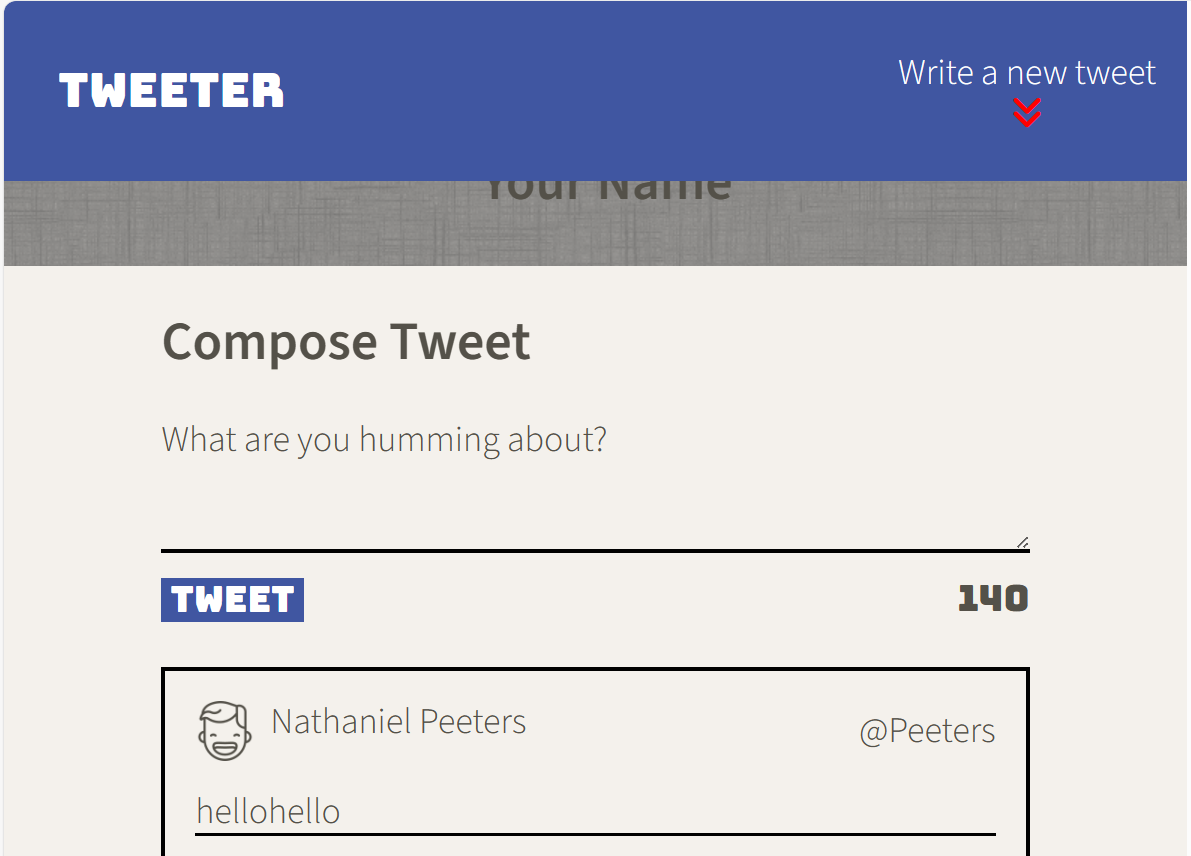 TWEETER
Write a new tweet
Your Name
Compose Tweet
What are you humming about?
TWEET
140
Nathaniel Peeters
@Peeters
hellohello